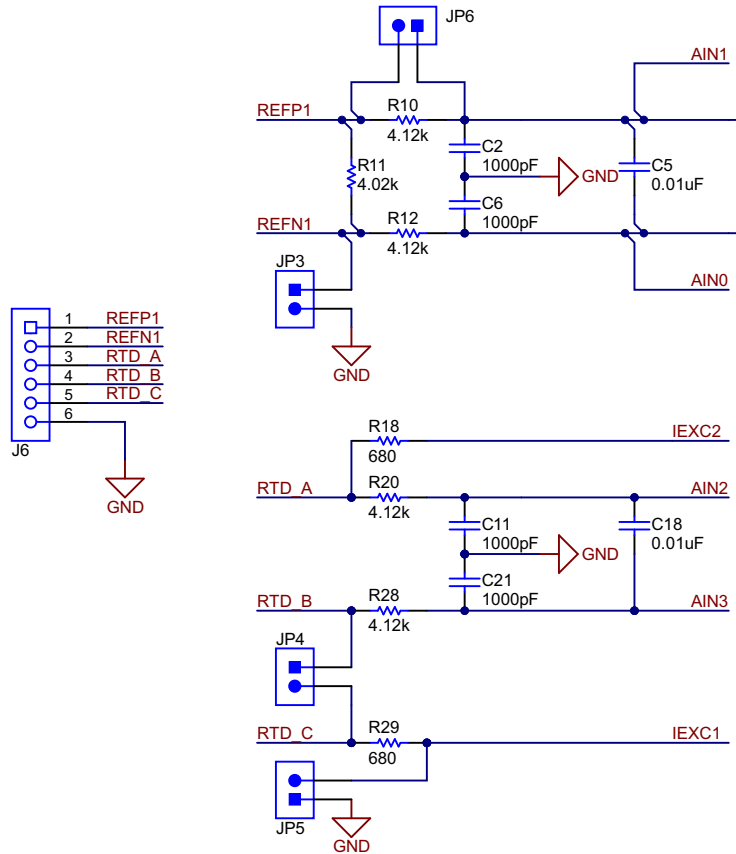 JP6
AIN1
REFP1
R10
4.12k
C2
1000pF
R11
4.02k
GND
C5
0.01uF
C6
1000pF
REFN1
R12
4.12k
JP3
AIN0
GND
1 REFP1
2 REFN1
3 RTD_A
4 RTD_B
5 RTD_C
6
J6
GND
R18
680
IEXC2
RTD_A
R20
4.12k
AIN2
C11
1000pF
GND
C18
0.01uF
C21
1000pF
RTD_B
R28
4.12k
AIN3
JP4
RTD_C
R29
680
IEXC1
JP5
GND